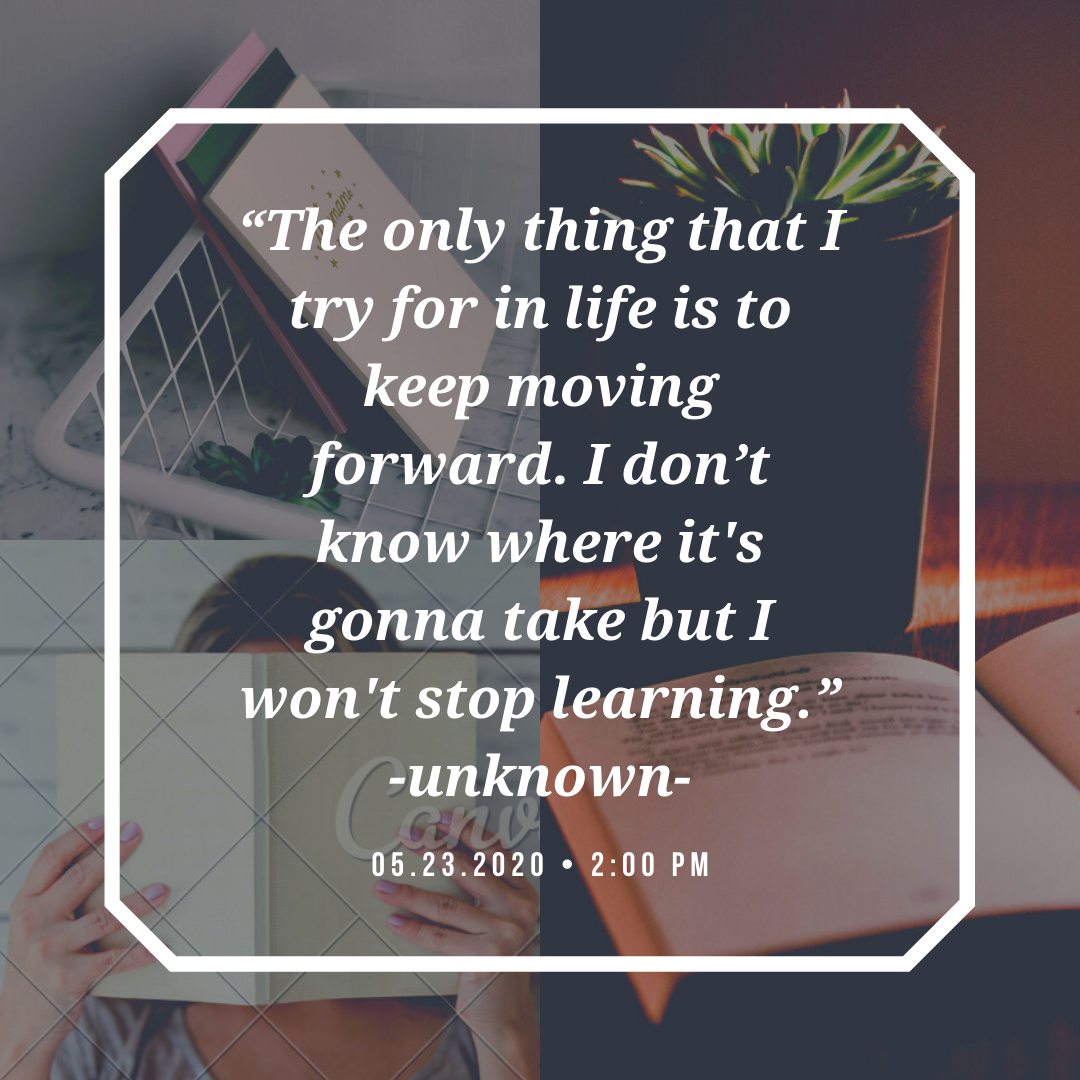 “The only thing that I
try for in life is to
keep moving
forward. I don’t
know where it's
gonna take but I
won't stop learning.”
-unknown-
05.23.2020 • 2:00 PM